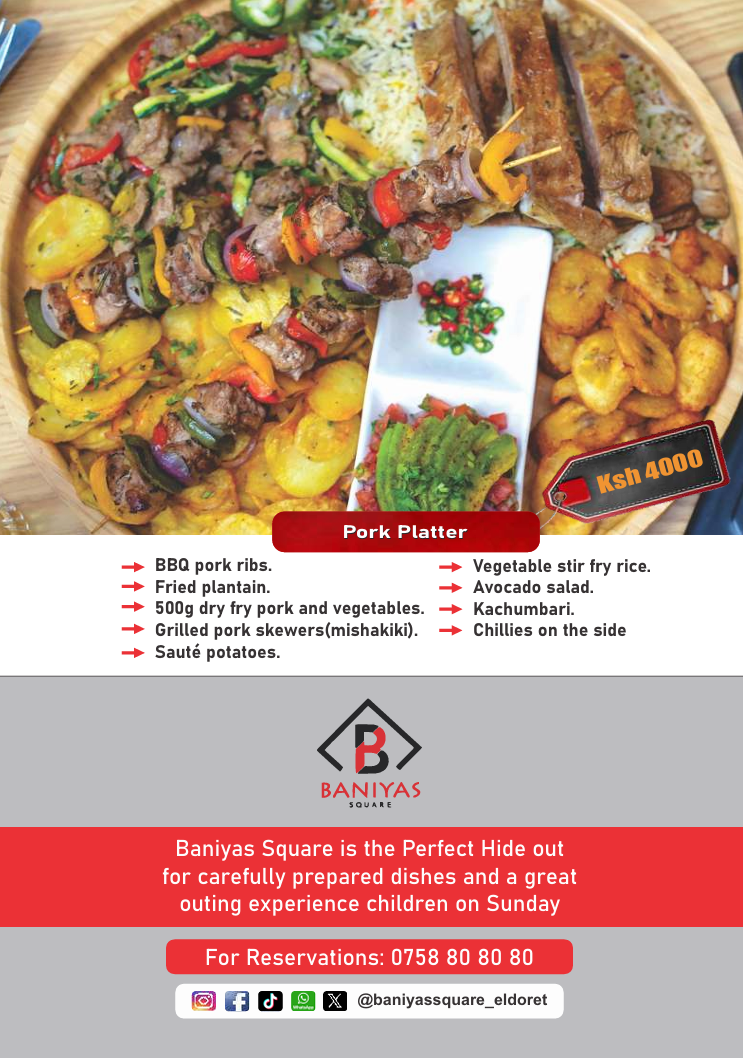 Ksh 4000
Pork Platter
BBQ pork ribs.
Fried plantain.
500g dry fry pork and vegetables.
Grilled pork skewers(mishakiki).
Sauté potatoes.
Vegetable stir fry rice.
Avocado salad.
Kachumbari.
Chillies on the side
B
BANIYAS
SQUARE
Baniyas Square is the Perfect Hide out
for carefully prepared dishes and a great
outing experience children on Sunday
For Reservations: 0758 80 80 80
WhatsApp
@baniyassquare_eldoret